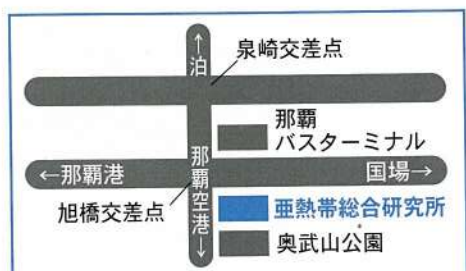 ↑泊
泉崎交差点
那覇
バスターミナル
←那覇港
那覇空港↓
国場→
旭橋交差点
亜熱帯総合研究所
奥武山公園